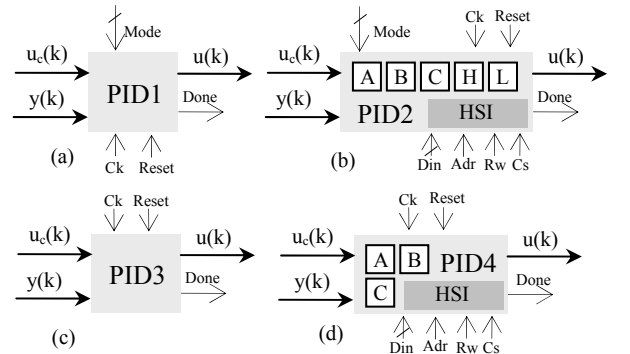 Mode
u_c(k)
y(k)
PID1
u(k)
Done
Ck
Reset
(a)
Mode
Ck
Reset
u_c(k)
y(k)
A B C H L
PID2
HSI
u(k)
Done
Din Adr Rw Cs
(b)
Ck
Reset
u_c(k)
y(k)
PID3
u(k)
Done
(c)
Ck
Reset
u_c(k)
y(k)
A B
C
PID4
HSI
u(k)
Done
Din Adr Rw Cs
(d)